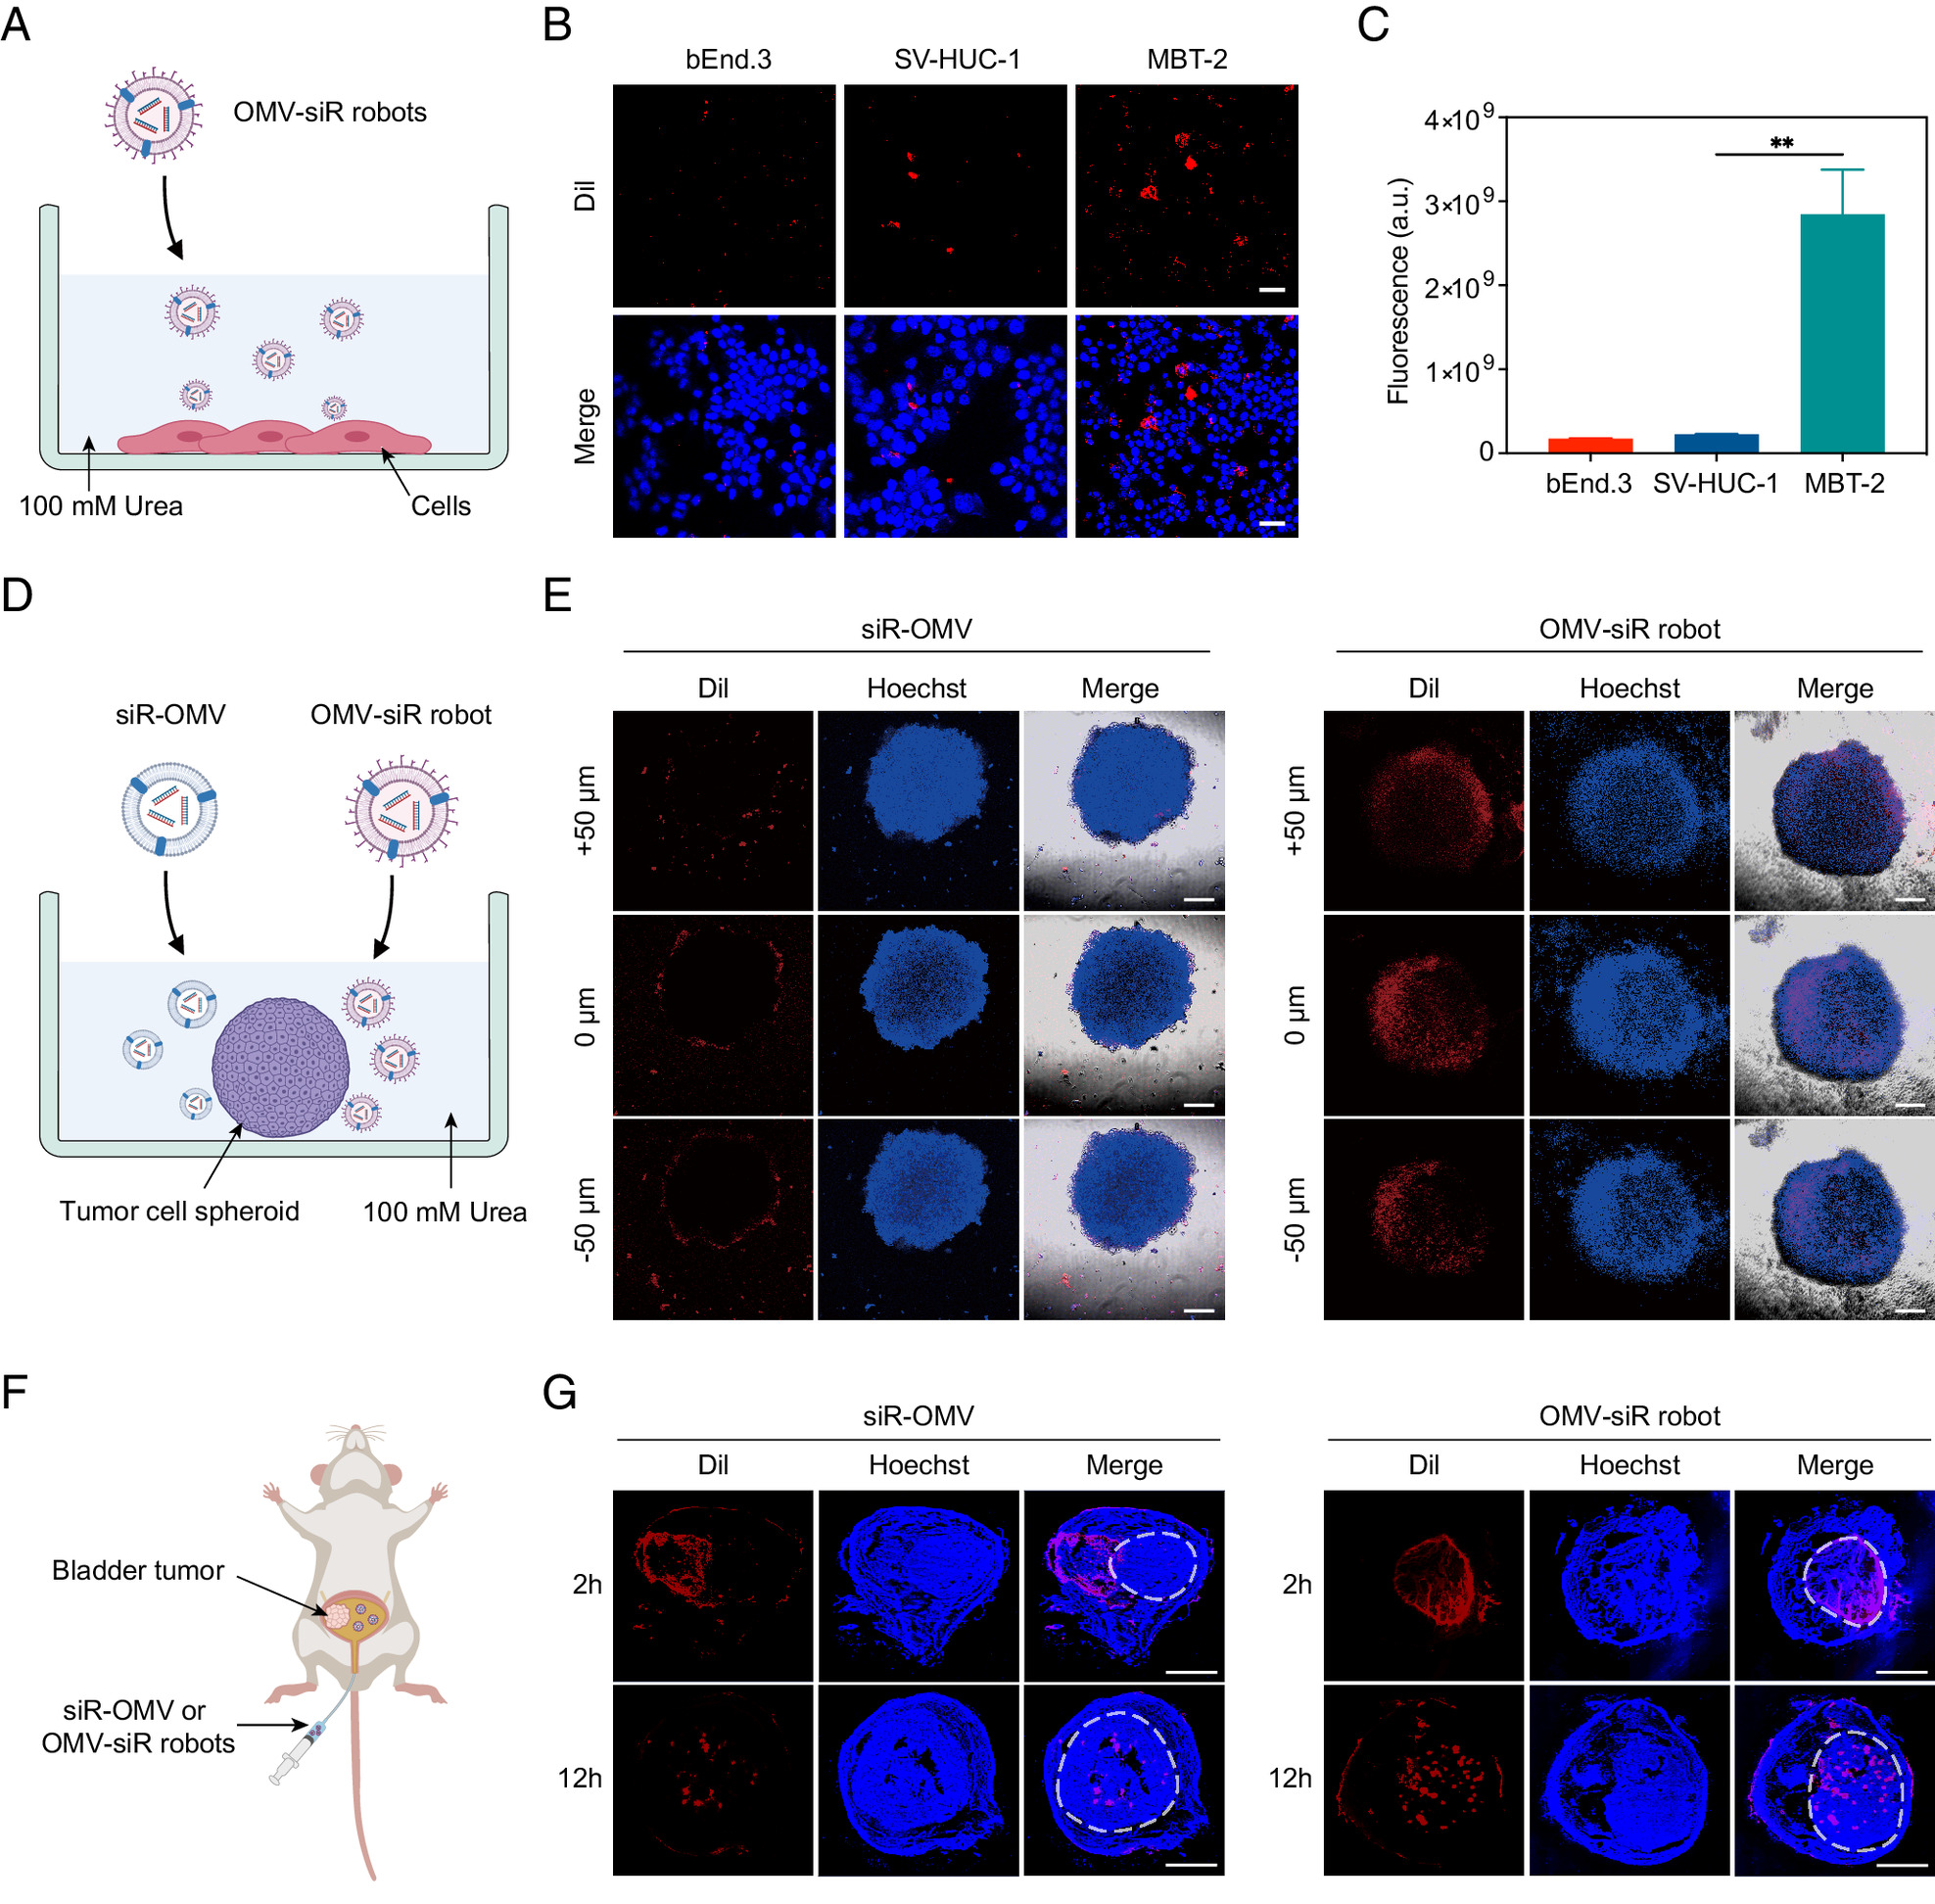 A
OMV-siR robots
100 mM Urea
Cells
B
bEnd.3
SV-HUC-1
MBT-2
Dil
Merge
C
Fluorescence (a.u.)
4×10⁹
3×10⁹
2×10⁹
1×10⁹
0
**
bEnd.3
SV-HUC-1
MBT-2
D
siR-OMV
OMV-siR robot
Tumor cell spheroid
100 mM Urea
E
siR-OMV
OMV-siR robot
Dil
Hoechst
Merge
Dil
Hoechst
Merge
+50 μm
+50 μm
0 μm
0 μm
-50 μm
-50 μm
F
Bladder tumor
siR-OMV or
OMV-siR robots
G
siR-OMV
OMV-siR robot
Dil
Hoechst
Merge
Dil
Hoechst
Merge
2h
2h
12h
12h